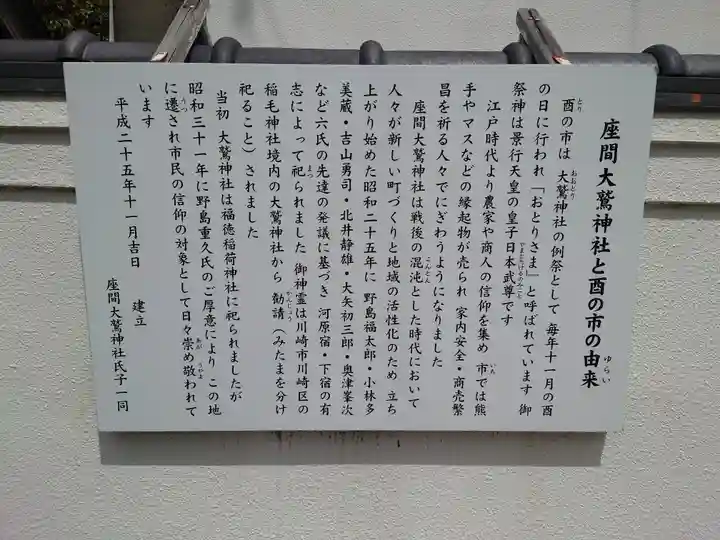 座間大鷲神社と酉の市の由来
酉の市は 大鷲神社の例祭として 毎年十一月の酉
の日に行われ「おとりさま」と呼ばれています 御
祭神は景行天皇の皇子日本武尊です
江戸時代より農家や商人の信仰を集め 市では熊
手やマスなどの縁起物が売られ 家内安全・商売繁
昌を祈る人々でにぎわうようになりました
座間大鷲神社は戦後の混沌とした時代において
人々が新しい町づくりと地域の活性化のため 立ち
上がり始めた昭和二十五年に 野島福太郎・小林多
美蔵・吉山勇司・北井静雄・大矢初三郎・奥津峯次
など六氏の先達の発議に基づき 河原宿・下宿の有
志によって祀られました 御神霊は川崎市川崎区の
稲毛神社境内の大鷲神社から 勧請（みたまを分け
祀ること）されました
当初 大鷲神社は福徳稲荷神社に祀られましたが
昭和三十一年に野島重久氏のご厚意により この地
に遷され市民の信仰の対象として日々崇め敬われて
います
平成二十五年十一月吉日 建立
座間大鷲神社氏子一同